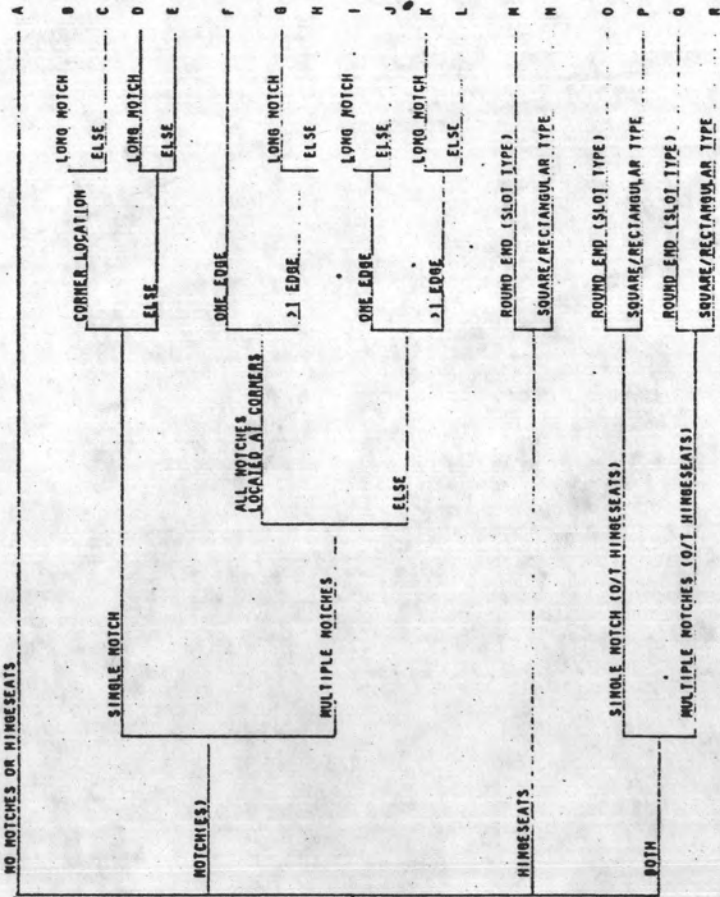 NO NOTCHES OR HINGESEATS A
NOTCH(ES)
SINGLE NOTCH
CORNER LOCATION
LONG NOTCH B
ELSE C
ELSE
LONG NOTCH D
ELSE E
MULTIPLE NOTCHES
ALL NOTCHES
LOCATED AT CORNERS
ONE EDGE F
>1 EDGE
LONG NOTCH G
ELSE H
ELSE
ONE EDGE
LONG NOTCH I
ELSE J
>1 EDGE
LONG NOTCH K
ELSE L
HINGESEATS
ROUND END (SLOT TYPE) M
SQUARE/RECTANGULAR TYPE N
BOTH
SINGLE NOTCH (O/T HINGESEATS)
ROUND END (SLOT TYPE) O
SQUARE/RECTANGULAR TYPE P
MULTIPLE NOTCHES (O/T HINGESEATS)
ROUND END (SLOT TYPE) Q
SQUARE/RECTANGULAR TYPE R